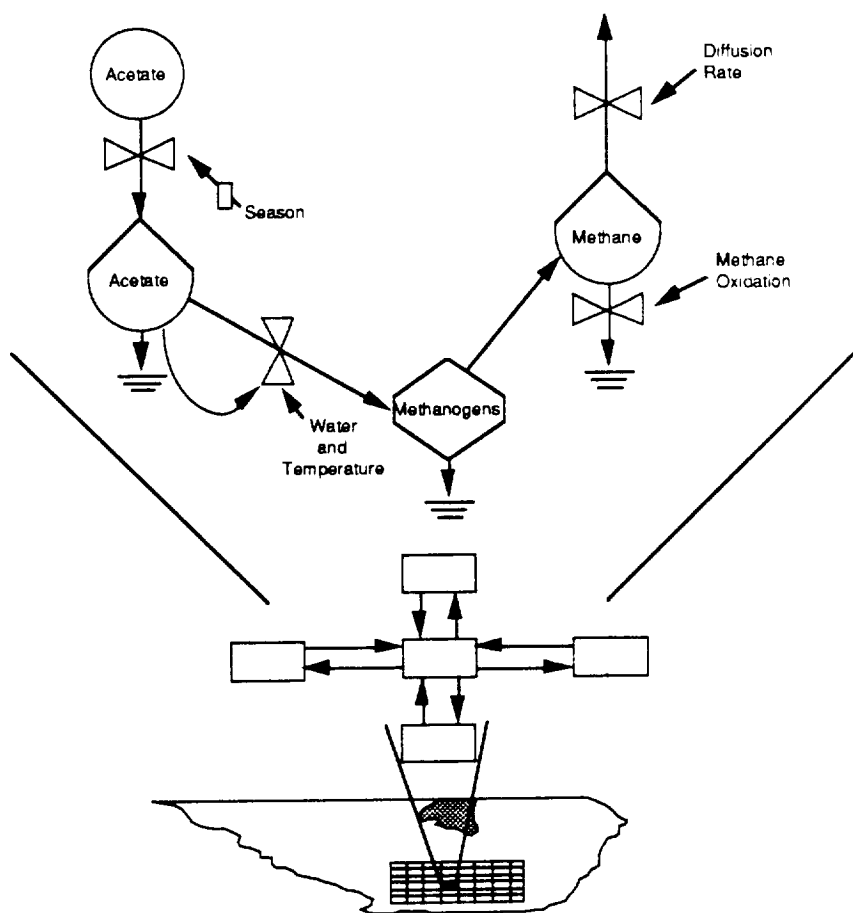 Acetate
Diffusion
Rate
Season
Acetate
Methane
Methane
Oxidation
Methanogens
Water
and
Temperature